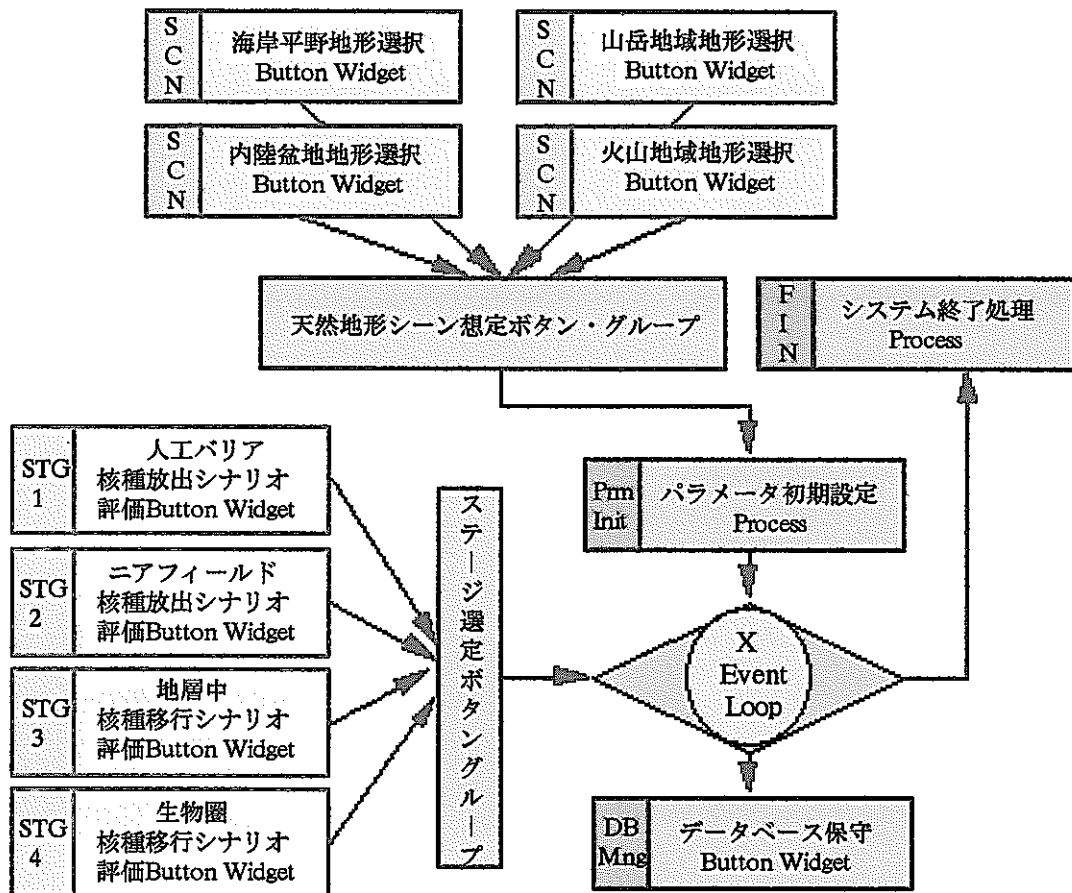 S
C
N
海岸平野地形選択
Button Widget
S
C
N
山岳地域地形選択
Button Widget
S
C
N
内陸盆地地形選択
Button Widget
S
C
N
火山地域地形選択
Button Widget
天然地形シーン想定ボタン・グループ
F
I
N
システム終了処理
Process
STG
1
人工バリア
核種放出シナリオ
評価Button Widget
STG
2
ニアフィールド
核種放出シナリオ
評価Button Widget
STG
3
地層中
核種移行シナリオ
評価Button Widget
STG
4
生物圏
核種移行シナリオ
評価Button Widget
ステージ選定ボタングループ
Prm
Init
パラメータ初期設定
Process
X
Event
Loop
DB
Mng
データベース保守
Button Widget